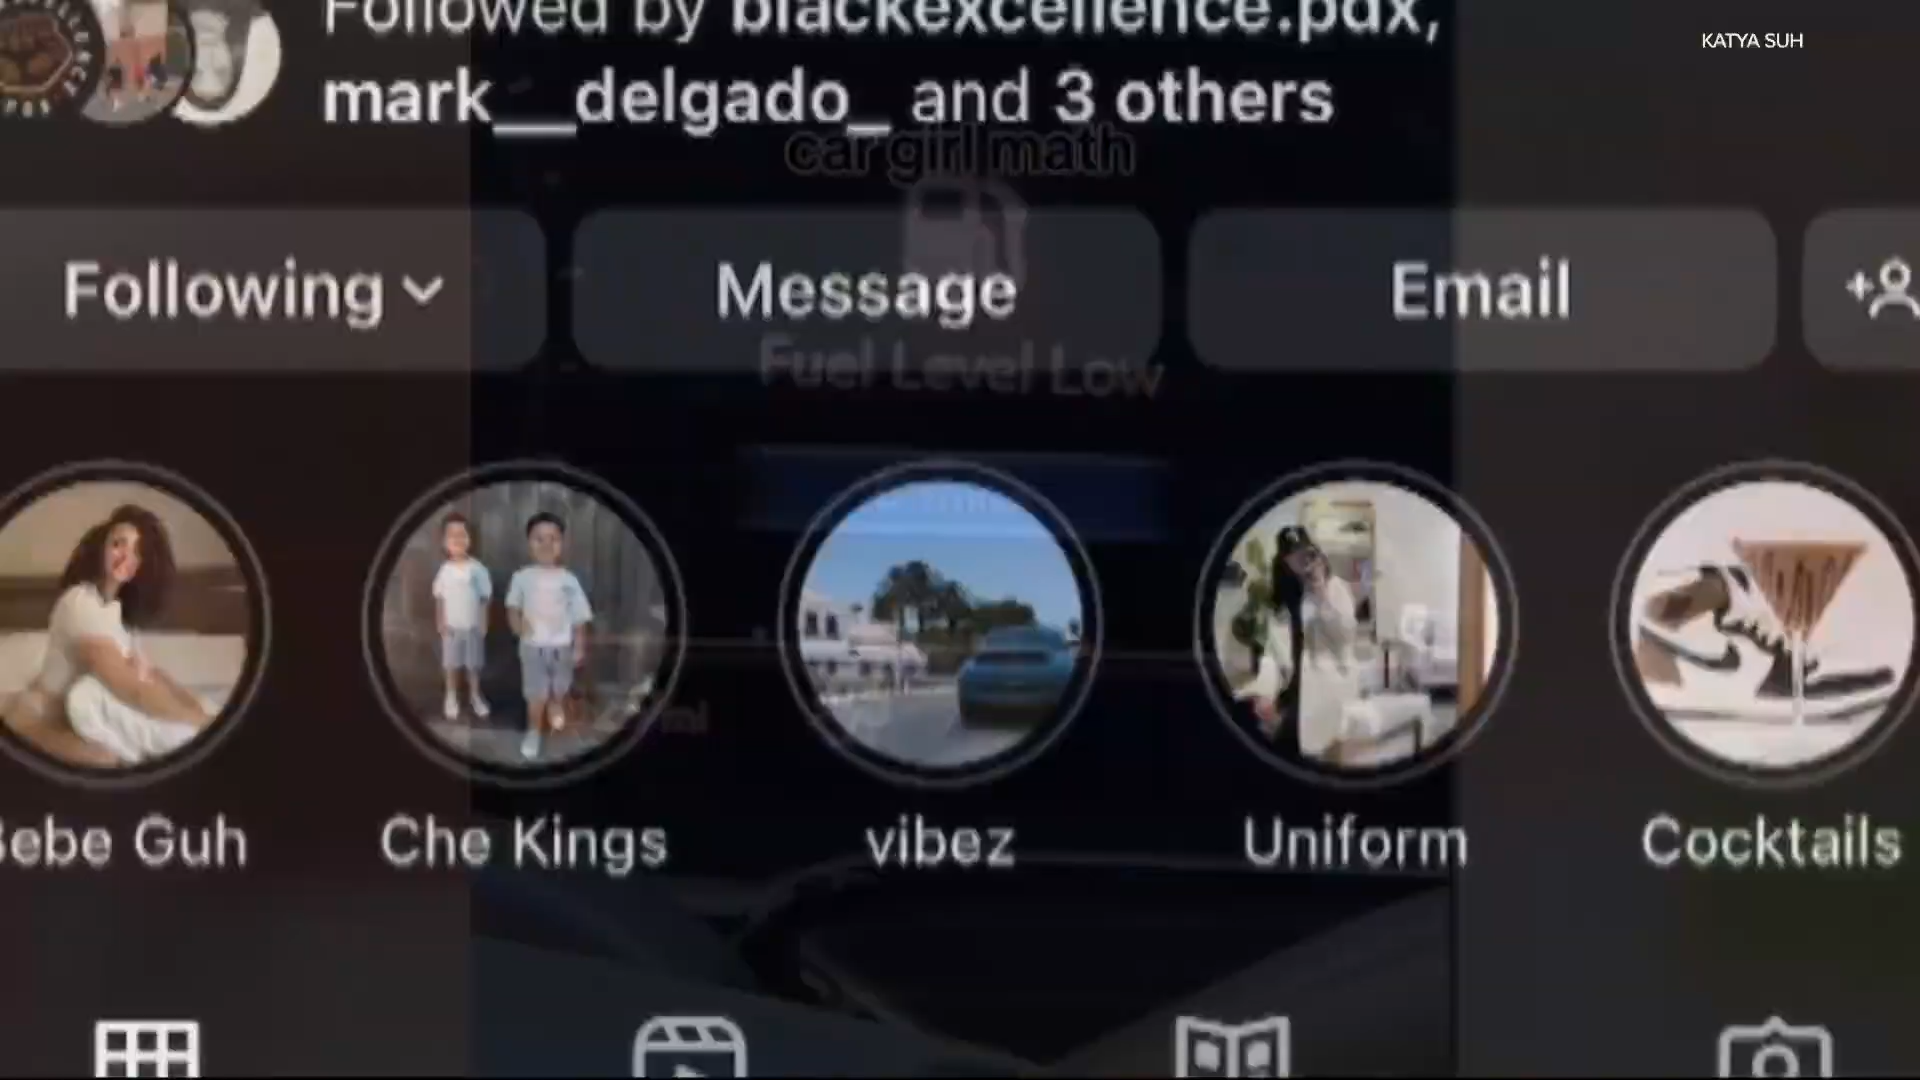 Followed by blackexcellence.pdx,
KATYA SUH
mark__delgado_ and 3 others
car girl math
Following
Message
Email
Fuel Level Low
Bebe Guh
Che Kings
vibez
Uniform
Cocktails